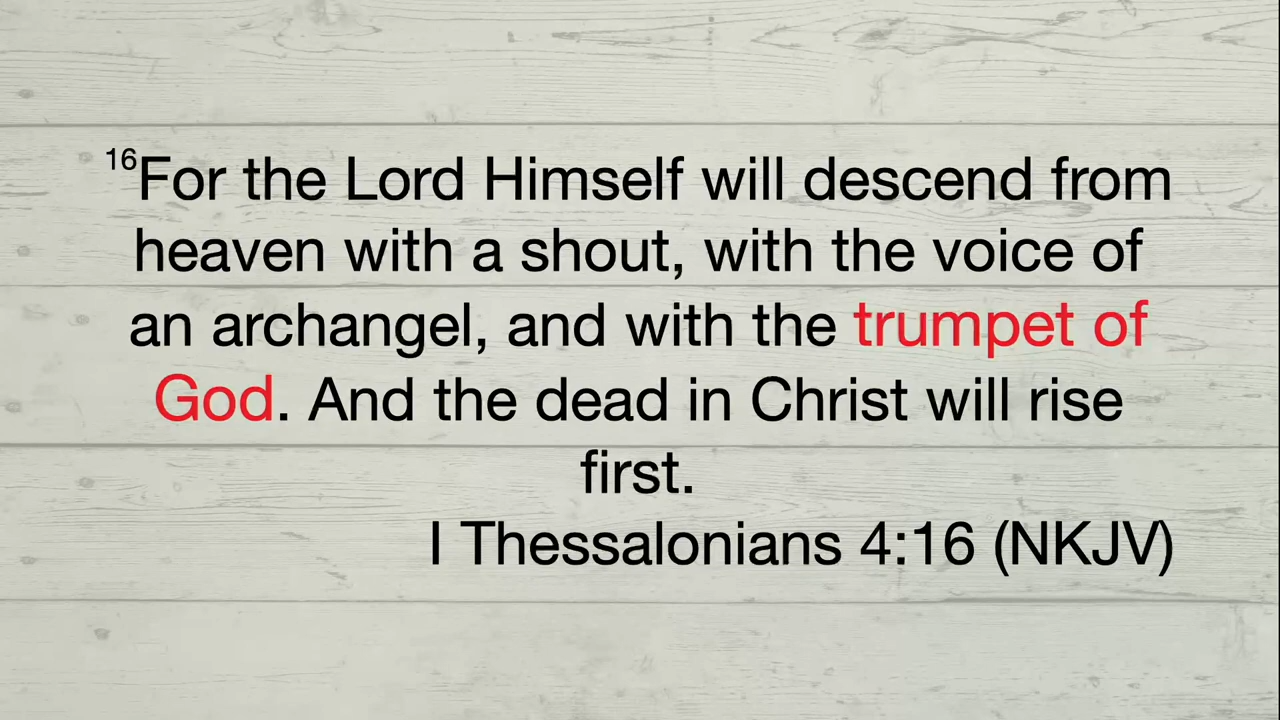 16For the Lord Himself will descend from
heaven with a shout, with the voice of
an archangel, and with the trumpet of
God. And the dead in Christ will rise
first.
I Thessalonians 4:16 (NKJV)